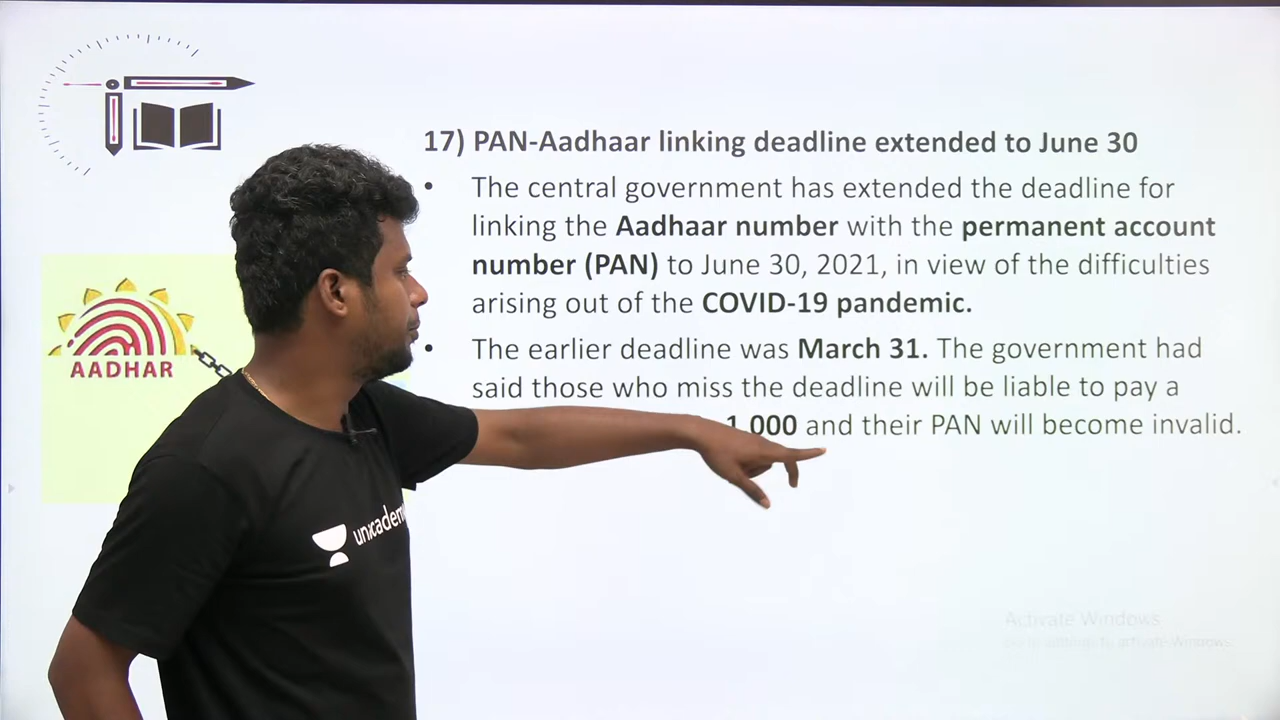 17) PAN-Aadhaar linking deadline extended to June 30
• The central government has extended the deadline for
linking the Aadhaar number with the permanent account
number (PAN) to June 30, 2021, in view of the difficulties
arising out of the COVID-19 pandemic.
AADHAR
• The earlier deadline was March 31. The government had
said those who miss the deadline will be liable to pay a
1,000 and their PAN will become invalid.
unacademy
Activate Windows